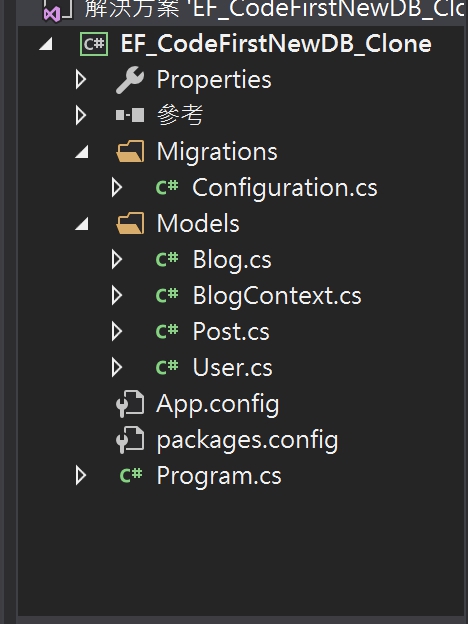 解決方案 'EF_CodeFirstNewDB_Clo
C# EF_CodeFirstNewDB_Clone
Properties
參考
Migrations
C# Configuration.cs
Models
C# Blog.cs
C# BlogContext.cs
C# Post.cs
C# User.cs
App.config
packages.config
C# Program.cs